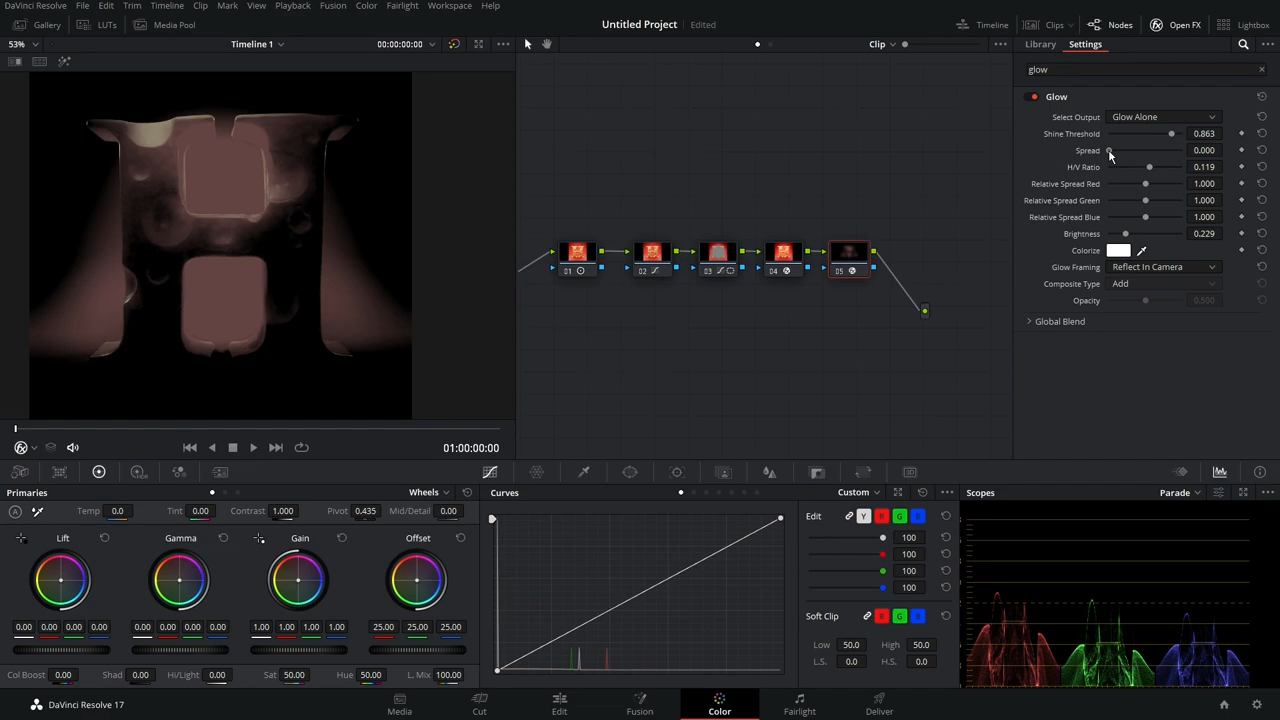 DaVinci Resolve File Edit Trim Timeline Clip Mark View Playback Fusion Color Fairlight Workspace Help
Gallery LUTs Media Pool Untitled Project Edited Timeline Clips Nodes Open FX Lightbox
53% Timeline 1 00:00:00:00 Clip Library Settings
glow
Glow
Select Output Glow Alone
Shine Threshold 0.863
Spread 0.000
H/V Ratio 0.119
Relative Spread Red 1.000
Relative Spread Green 1.000
Relative Spread Blue 1.000
Brightness 0.229
Colorize
Glow Framing Reflect In Camera
Composite Type Add
Opacity 0.500
Global Blend
01 02 03 04 05
01:00:00:00
Primaries Wheels Curves Custom Scopes Parade
Temp 0.0 Tint 0.00 Contrast 1.000 Pivot 0.435 Mid/Detail 0.00
Lift Gamma Gain Offset
0.00 0.00 0.00 0.00 0.00 0.00 0.00 0.00 1.00 1.00 1.00 1.00 25.00 25.00 25.00
Col Boost 0.00 Shad 0.00 Hi/Light 0.00 Sat 50.00 Hue 50.00 L. Mix 100.00
Edit Y R G B
100
100
100
100
Soft Clip R G B
Low 50.0 High 50.0
L.S. 0.0 H.S. 0.0
DaVinci Resolve 17 Media Cut Edit Fusion Color Fairlight Deliver